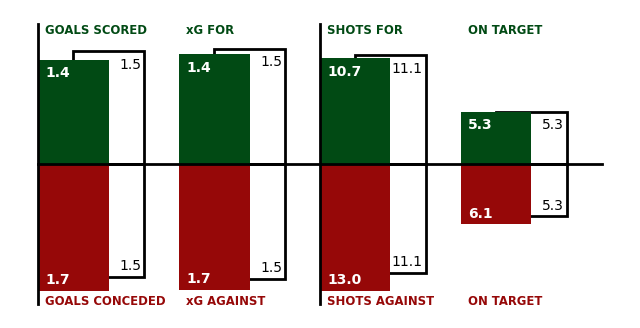 GOALS SCORED xG FOR SHOTS FOR ON TARGET
1.4 1.5 1.4 1.5 10.7 11.1 5.3 5.3
1.7 1.5 1.7 1.5 13.0 11.1 6.1 5.3
GOALS CONCEDED xG AGAINST SHOTS AGAINST ON TARGET